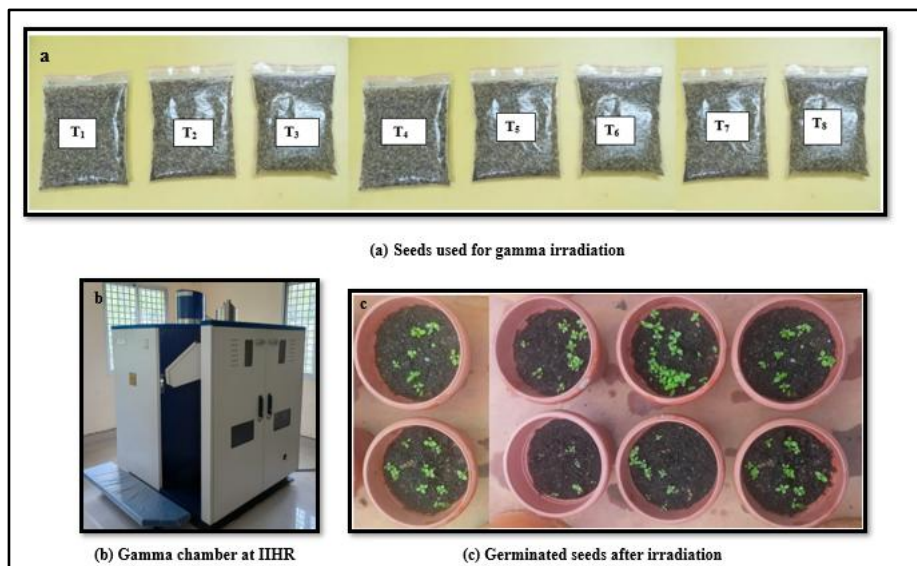 a
T1 T2 T3 T4 T5 T6 T7 T8
(a) Seeds used for gamma irradiation
b
c
(b) Gamma chamber at IIHR
(c) Germinated seeds after irradiation